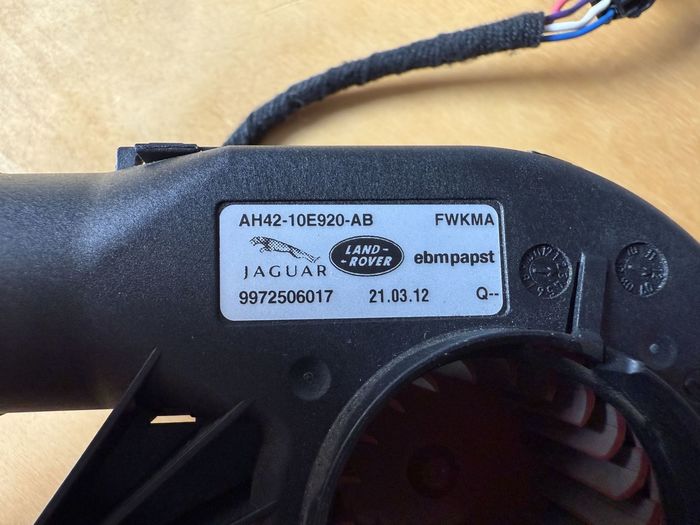 AH42-10E920-AB FWKMA
JAGUAR LAND-ROVER ebmpapst
9972506017 21.03.12 Q--